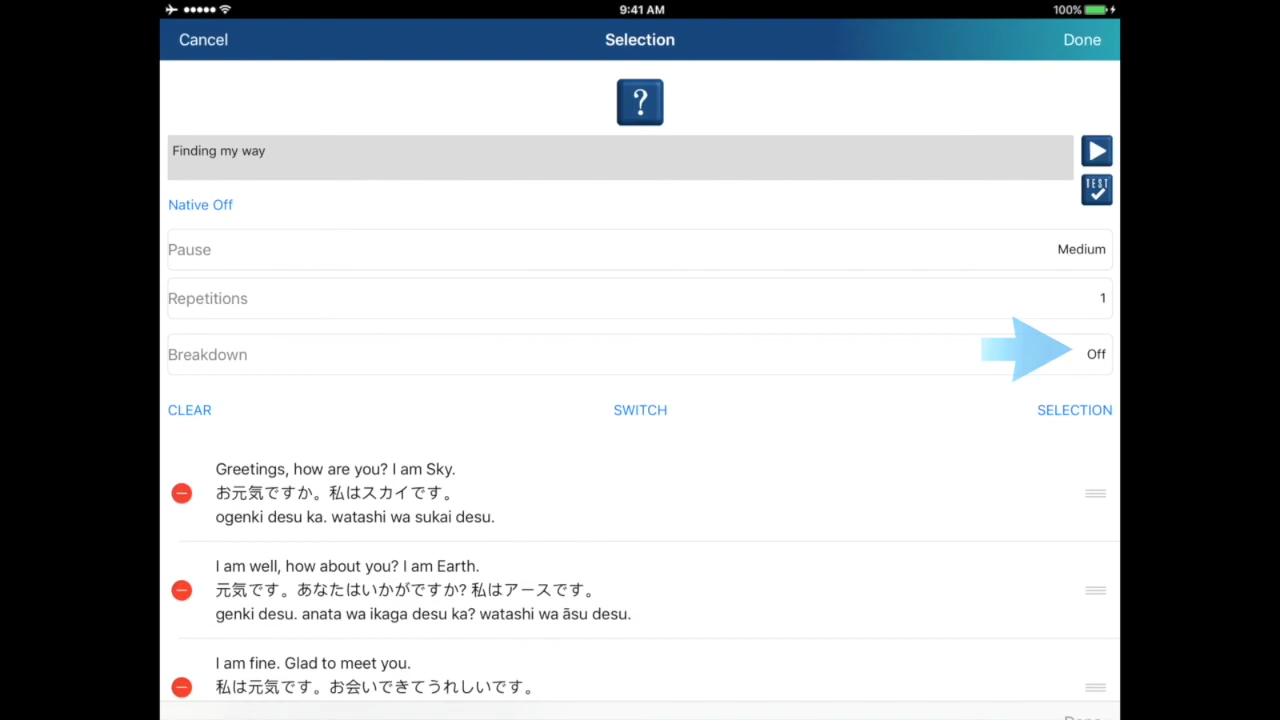 9:41 AM
100%
Cancel
Selection
Done
?
Finding my way
TEST
Native Off
Pause
Medium
Repetitions
1
Breakdown
Off
CLEAR
SWITCH
SELECTION
Greetings, how are you? I am Sky.
お元気ですか。私はスカイです。
ogenki desu ka. watashi wa sukai desu.
I am well, how about you? I am Earth.
元気です。あなたはいかがですか? 私はアースです。
genki desu. anata wa ikaga desu ka? watashi wa āsu desu.
I am fine. Glad to meet you.
私は元気です。お会いできてうれしいです。